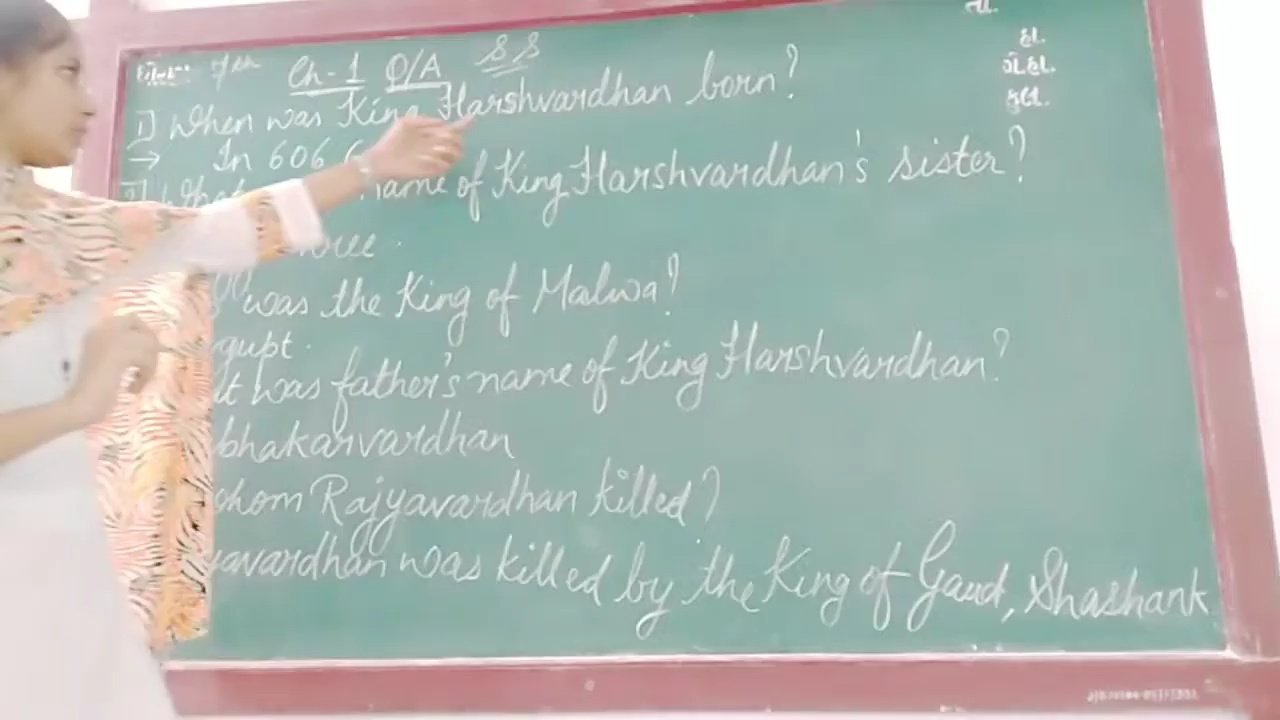 Ch-1 Q/A S S
1] When was King Harshvardhan born?
→ In 606
name of King Harshvardhan's sister?
was the King of Malwa?
gupt.
t was father's name of King Harshvardhan?
bhakarvardhan
hom Rajyavardhan killed?
yavardhan was killed by the King of Gaud, Shashank
તા.
હા.
ગે.હા.
કુલ.